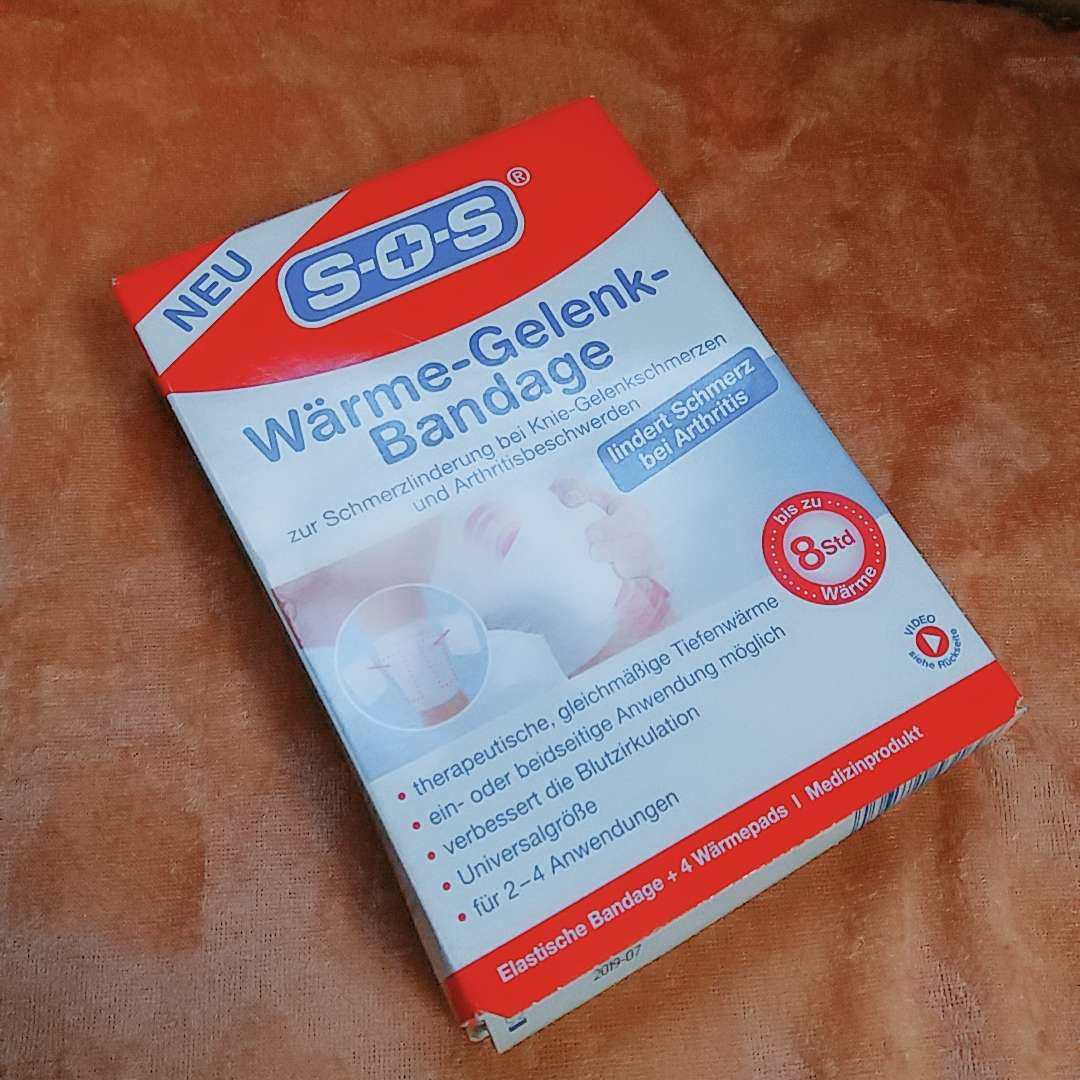 NEU
S+O+S®
Wärme-Gelenk-
Bandage
zur Schmerzlinderung bei Knie-Gelenkschmerzen
und Arthritisbeschwerden
lindert Schmerz
bei Arthritis
bis zu
8 Std
Wärme
VIDEO
siehe Rückseite
• therapeutische, gleichmäßige Tiefenwärme
• ein- oder beidseitige Anwendung möglich
• verbessert die Blutzirkulation
• Universalgröße
• für 2–4 Anwendungen
Elastische Bandage + 4 Wärmepads I Medizinprodukt
2019-07